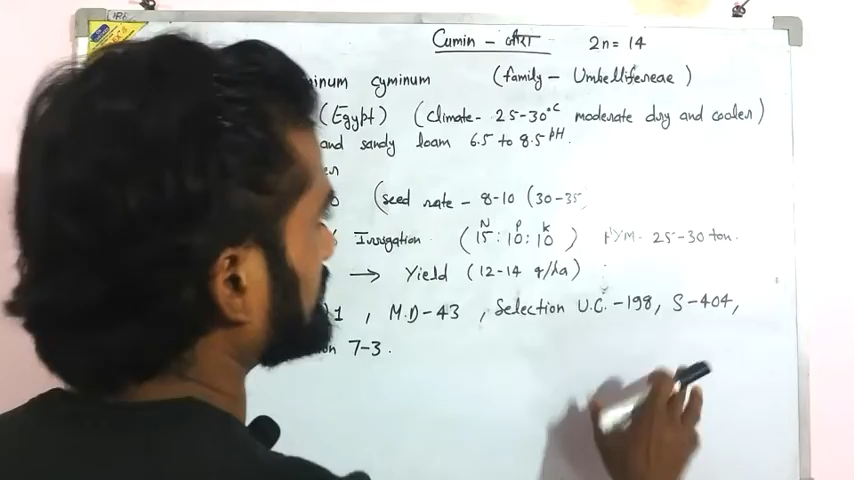 Cumin - जीरा 2n = 14
minum cyminum (family - Umbellifereae)
(Egypt) (Climate- 25-30°C moderate dry and cooler)
and sandy loam 6.5 to 8.5 pH.
(seed rate - 8-10 (30-35
Irrigation (15:10:10) FYM- 25-30 ton.
N P K
→ Yield (12-14 q/ha)
1, M.D-43, Selection U.C.-198, S-404,
7-3.